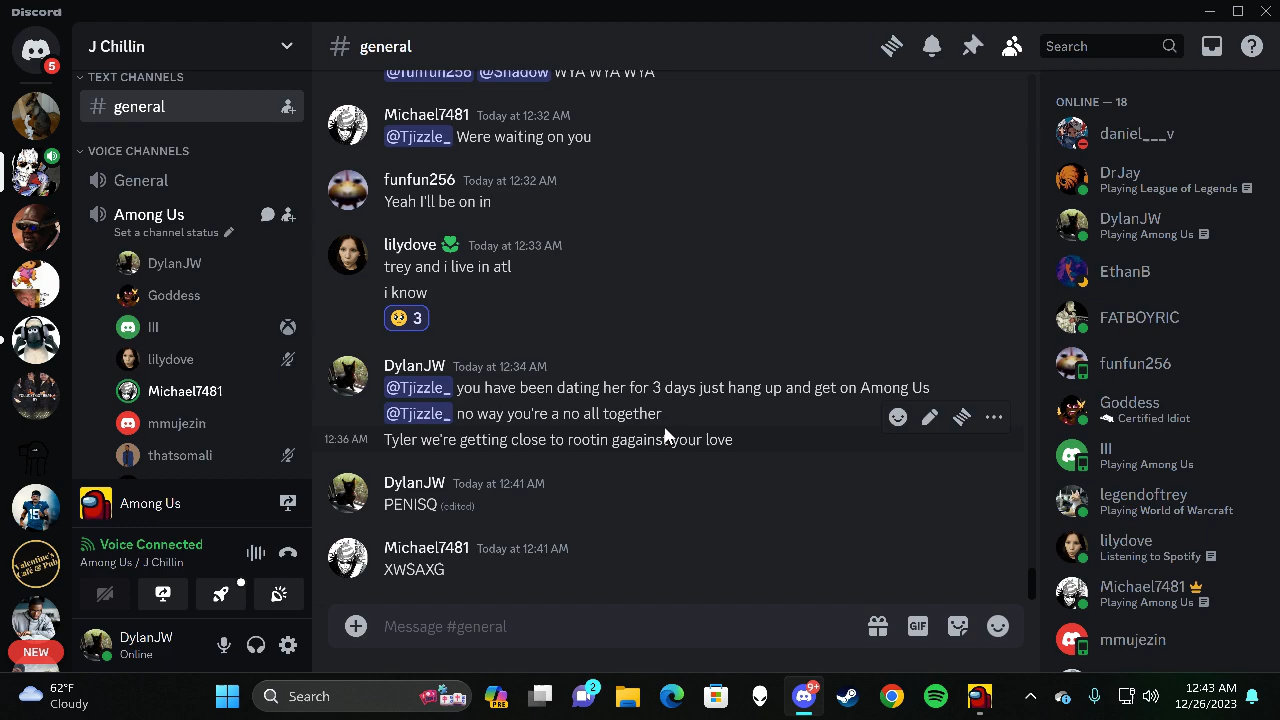 Discord
J Chillin
general
Search
5
TEXT CHANNELS
general
VOICE CHANNELS
General
Among Us
Set a channel status
DylanJW
Goddess
lll
lilydove
Michael7481
mmujezin
thatsomali
Among Us
Voice Connected
Among Us / J Chillin
DylanJW
Online
15
Valentine's
Café & Pub
NEW
@funfun256 @Shadow WYA WYA WYA
Michael7481 Today at 12:32 AM
@Tjizzle_ Were waiting on you
funfun256 Today at 12:32 AM
Yeah I'll be on in
lilydove Today at 12:33 AM
trey and i live in atl
i know
3
DylanJW Today at 12:34 AM
@Tjizzle_ you have been dating her for 3 days just hang up and get on Among Us
@Tjizzle_ no way you're a no all together
12:36 AM Tyler we're getting close to rootin gagainst your love
DylanJW Today at 12:41 AM
PENISQ (edited)
Michael7481 Today at 12:41 AM
XWSAXG
Message #general
GIF
ONLINE — 18
daniel___v
DrJay
Playing League of Legends
DylanJW
Playing Among Us
EthanB
FATBOYRIC
funfun256
Goddess
Certified Idiot
lll
Playing Among Us
legendoftrey
Playing World of Warcraft
lilydove
Listening to Spotify
Michael7481
Playing Among Us
mmujezin
62°F
Cloudy
Search
PRE
2
9+
12:43 AM
12/26/2023